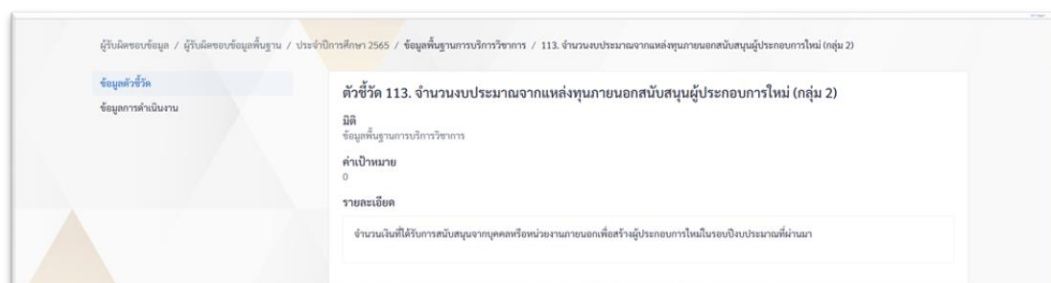 ผู้รับผิดชอบข้อมูล / ผู้รับผิดชอบข้อมูลพื้นฐาน / ประจำปีการศึกษา 2565 / ข้อมูลพื้นฐานการบริการวิชาการ / 113. จำนวนงบประมาณจากแหล่งทุนภายนอกสนับสนุนผู้ประกอบการใหม่ (กลุ่ม 2)
ข้อมูลตัวชี้วัด
ข้อมูลการดำเนินงาน
ตัวชี้วัด 113. จำนวนงบประมาณจากแหล่งทุนภายนอกสนับสนุนผู้ประกอบการใหม่ (กลุ่ม 2)
มิติ
ข้อมูลพื้นฐานการบริการวิชาการ
ค่าเป้าหมาย
0
รายละเอียด
จำนวนเงินที่ได้รับการสนับสนุนจากบุคคลหรือหน่วยงานภายนอกเพื่อสร้างผู้ประกอบการใหม่ในรอบปีงบประมาณที่ผ่านมา